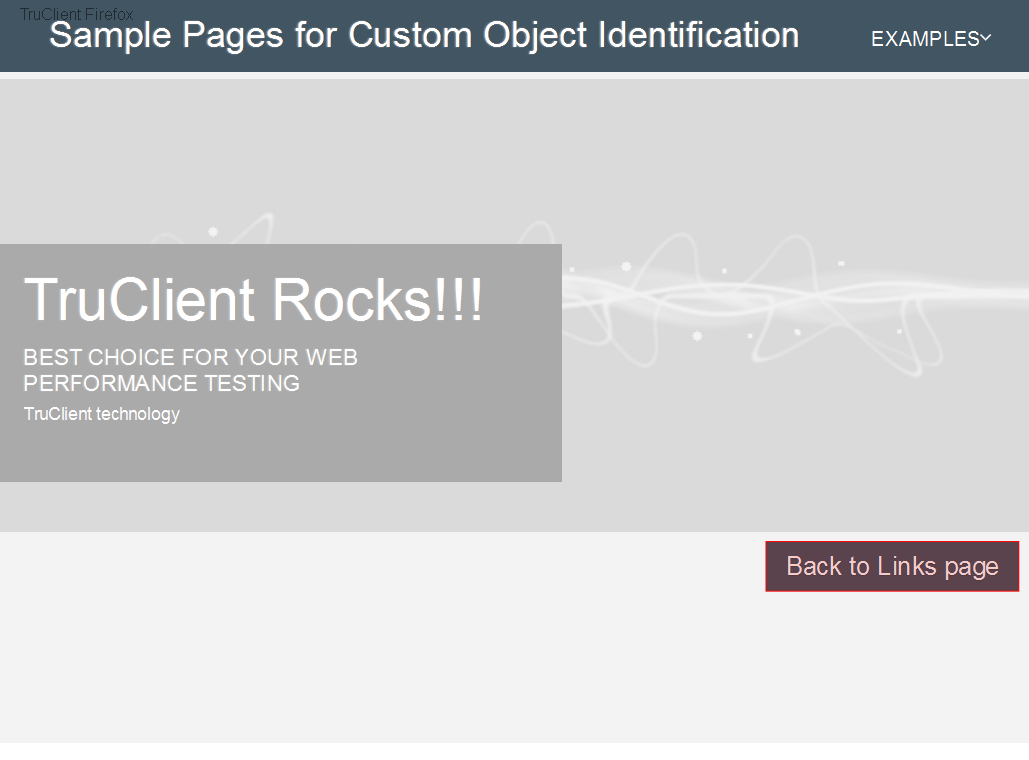 TruClient Firefox
Sample Pages for Custom Object Identification
EXAMPLES
TruClient Rocks!!!
BEST CHOICE FOR YOUR WEB
PERFORMANCE TESTING
TruClient technology
Back to Links page